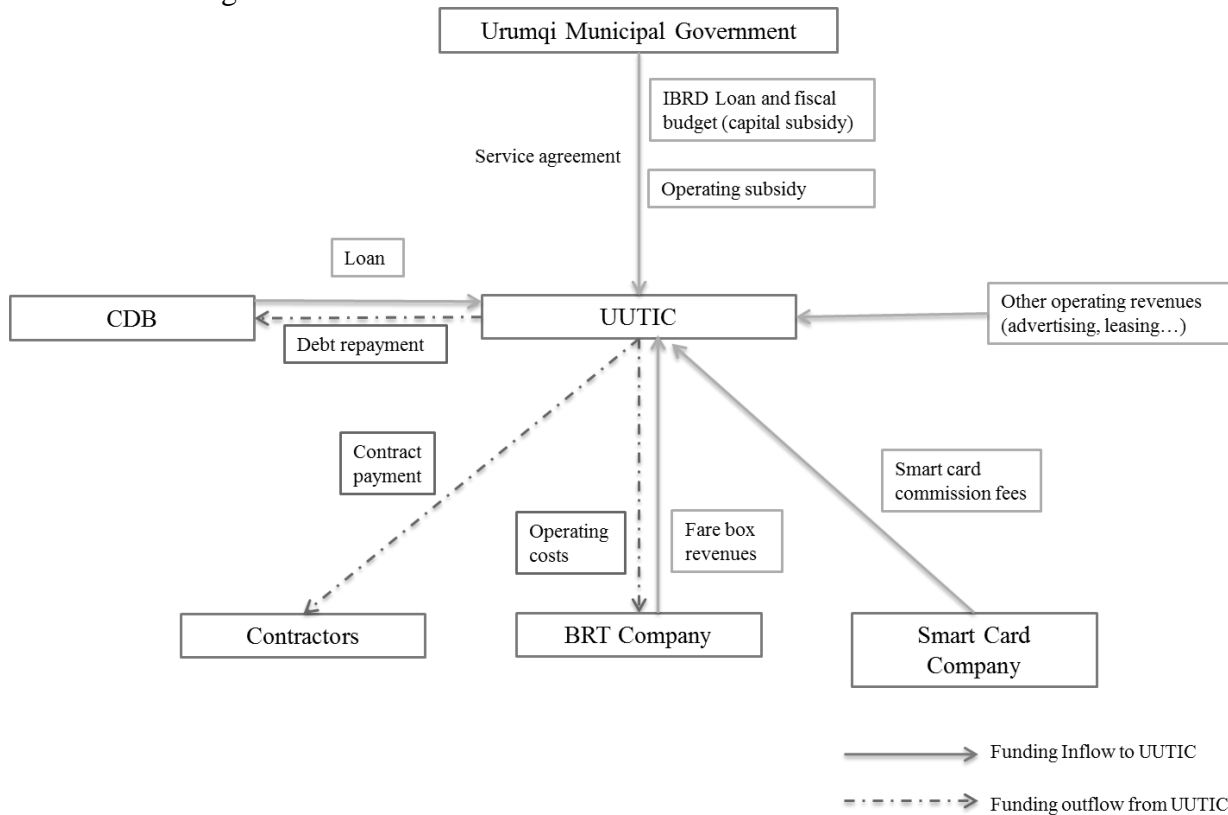 Urumqi Municipal Government
IBRD Loan and fiscal
budget (capital subsidy)
Service agreement
Operating subsidy
Loan
CDB
UUTIC
Other operating revenues
(advertising, leasing…)
Debt repayment
Contract
payment
Smart card
commission fees
Operating
costs
Fare box
revenues
Contractors
BRT Company
Smart Card
Company
Funding Inflow to UUTIC
Funding outflow from UUTIC